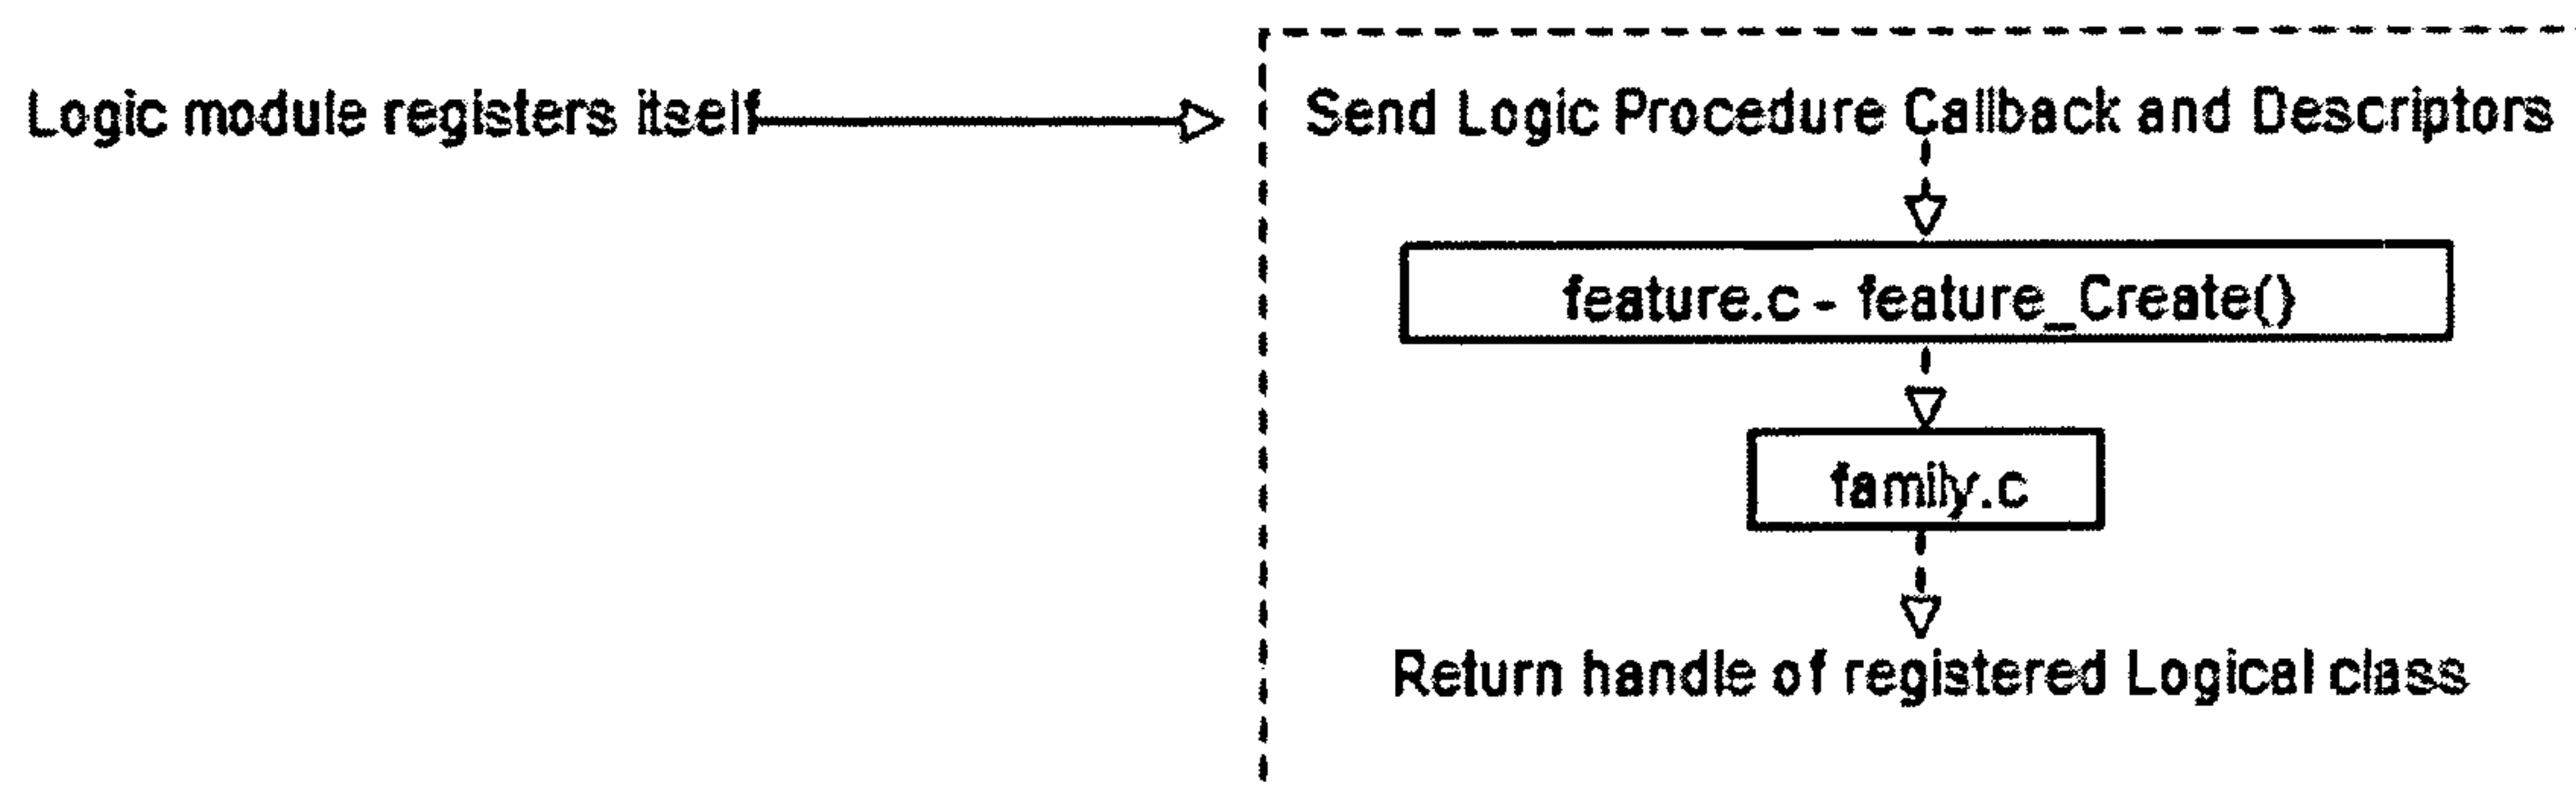 Logic module registers itself
Send Logic Procedure Callback and Descriptors
feature.c - feature_Create()
family.c
Return handle of registered Logical class